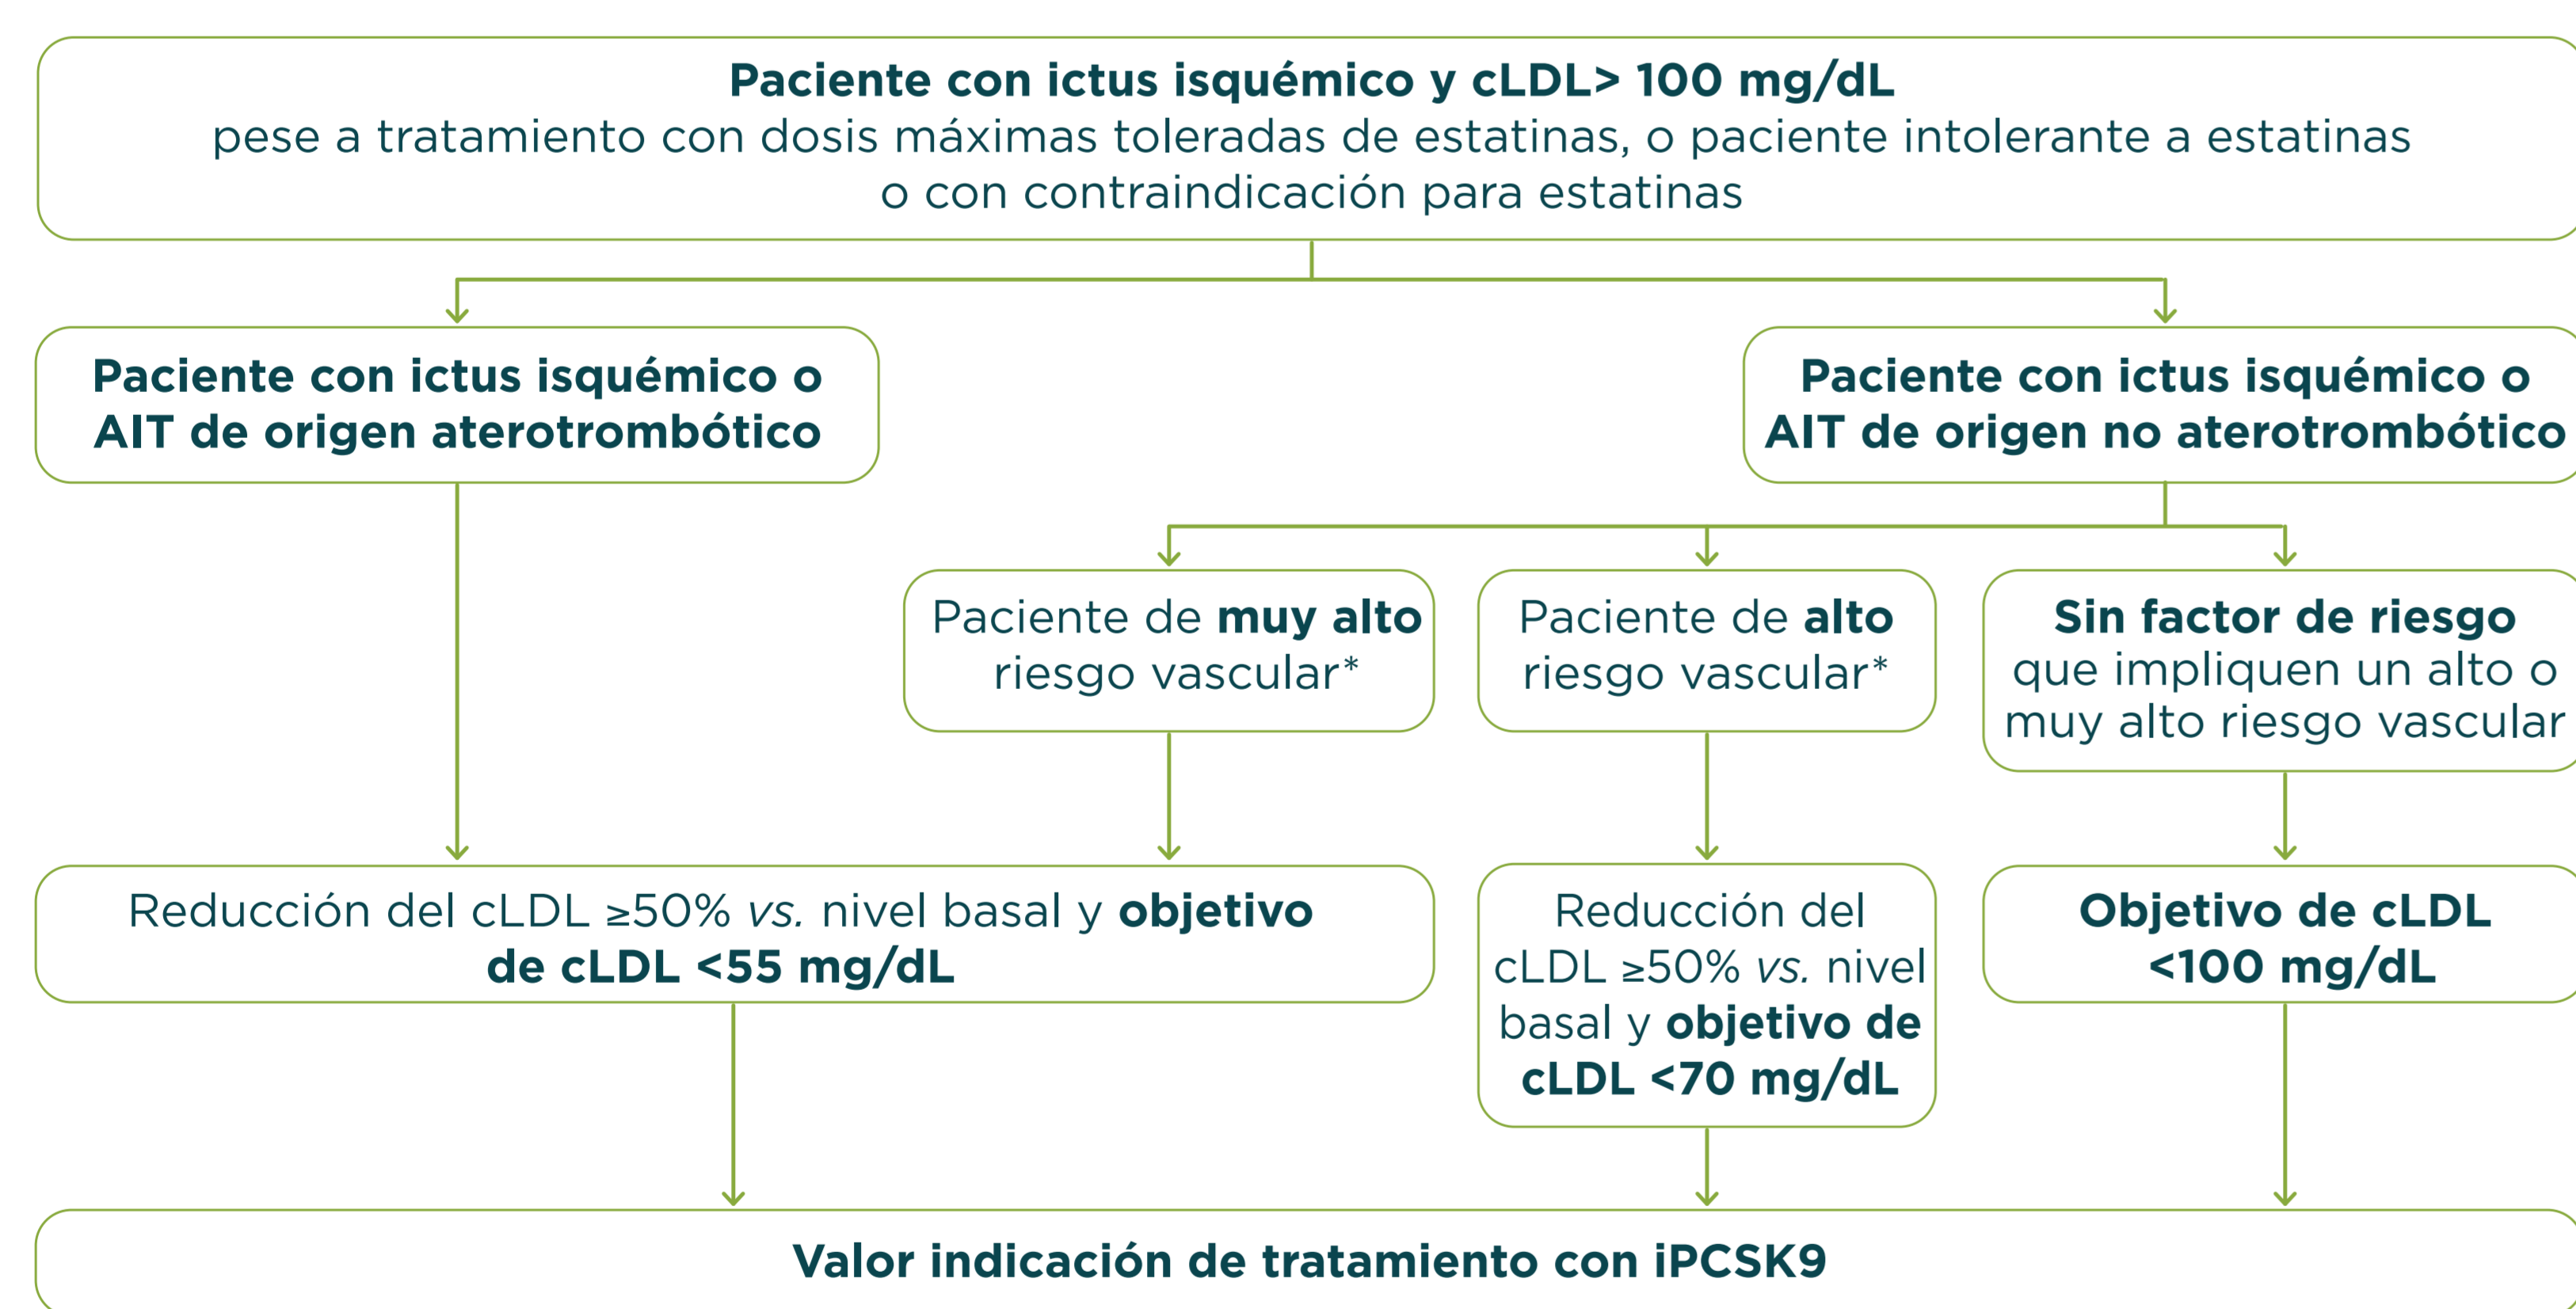 Paciente con ictus isquémico y cLDL> 100 mg/dL
pese a tratamiento con dosis máximas toleradas de estatinas, o paciente intolerante a estatinas
o con contraindicación para estatinas
Paciente con ictus isquémico o
AIT de origen aterotrombótico
Paciente con ictus isquémico o
AIT de origen no aterotrombótico
Paciente de muy alto
riesgo vascular*
Paciente de alto
riesgo vascular*
Sin factor de riesgo
que impliquen un alto o
muy alto riesgo vascular
Reducción del cLDL ≥50% vs. nivel basal y objetivo
de cLDL <55 mg/dL
Reducción del
cLDL ≥50% vs. nivel
basal y objetivo de
cLDL <70 mg/dL
Objetivo de cLDL
<100 mg/dL
Valor indicación de tratamiento con iPCSK9